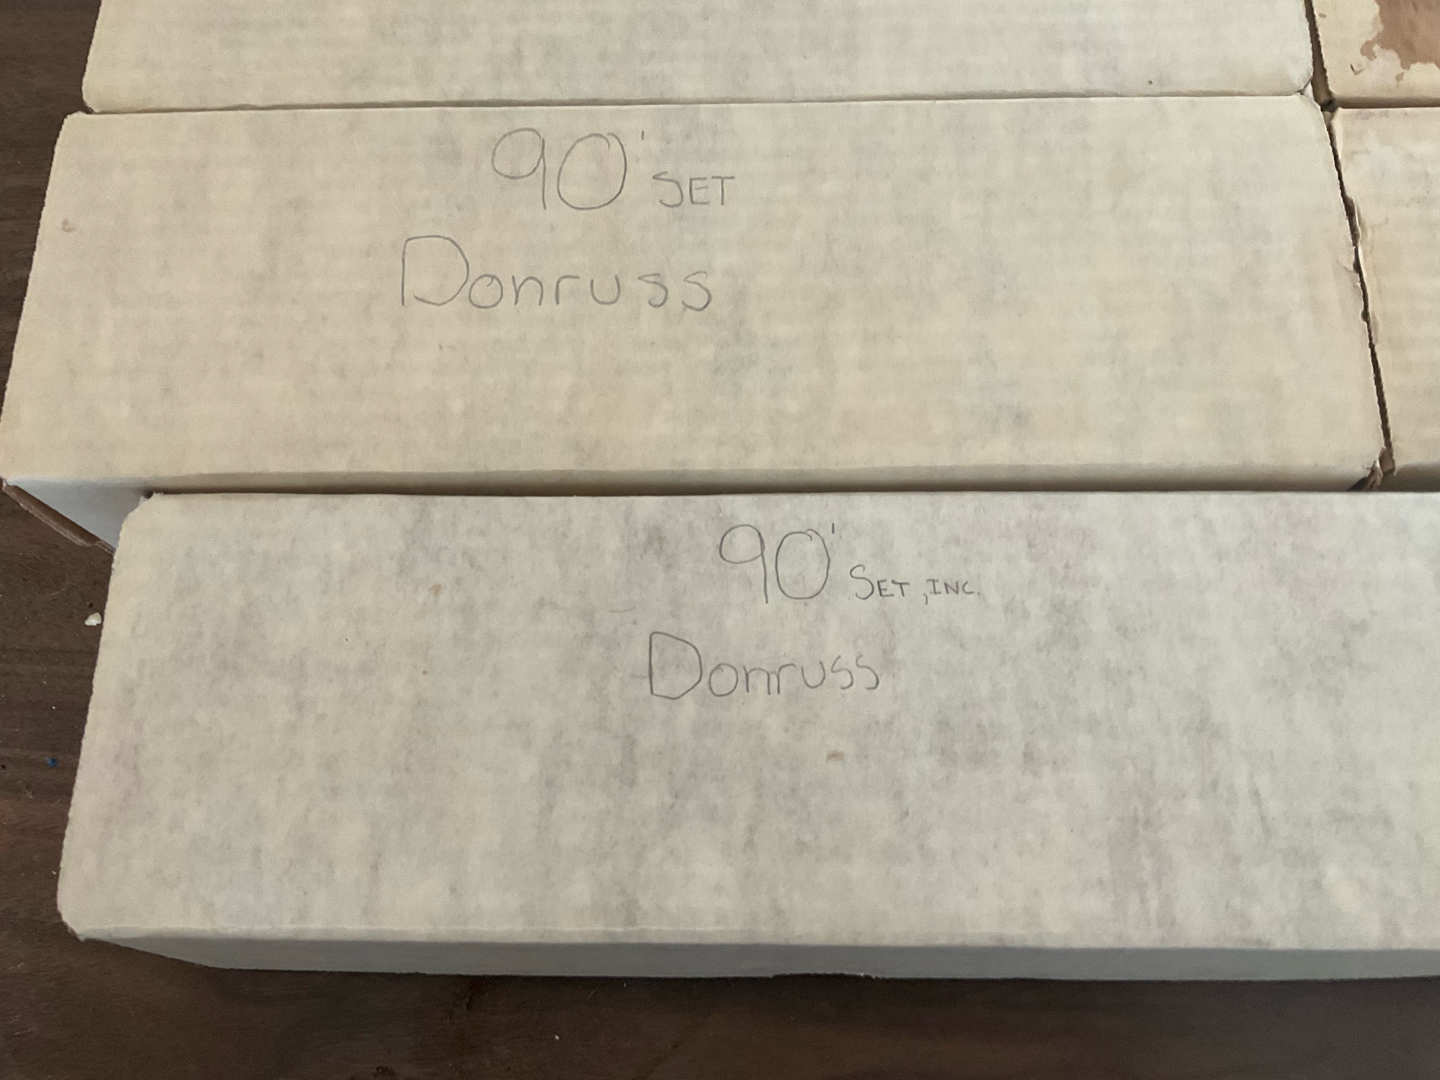 90' SET
Donruss
90' SET, INC.
Donruss